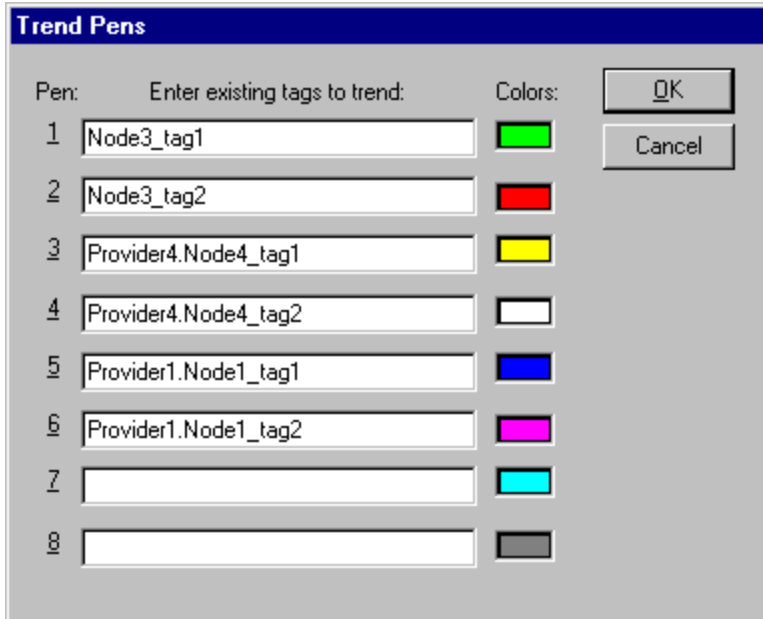 Trend Pens
Pen: Enter existing tags to trend: Colors: OK
1 Node3_tag1 Cancel
2 Node3_tag2
3 Provider4.Node4_tag1
4 Provider4.Node4_tag2
5 Provider1.Node1_tag1
6 Provider1.Node1_tag2
7
8